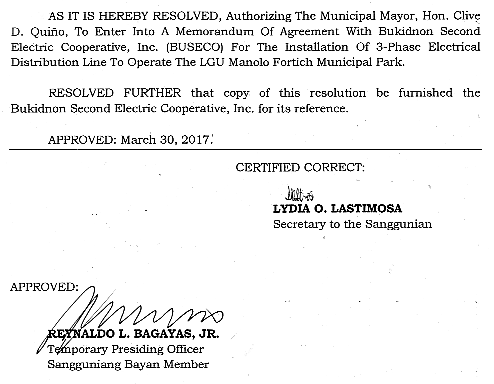 AS IT IS HEREBY RESOLVED, Authorizing The Municipal Mayor, Hon. Clive
D. Quiño, To Enter Into A Memorandum Of Agreement With Bukidnon Second
Electric Cooperative, Inc. (BUSECO) For The Installation Of 3-Phase Electrical
Distribution Line To Operate The LGU Manolo Fortich Municipal Park.
RESOLVED FURTHER that copy of this resolution be furnished the
Bukidnon Second Electric Cooperative, Inc. for its reference.
APPROVED: March 30, 2017.
CERTIFIED CORRECT:
LYDIA O. LASTIMOSA
Secretary to the Sanggunian
APPROVED:
REYNALDO L. BAGAYAS, JR.
Temporary Presiding Officer
Sangguniang Bayan Member